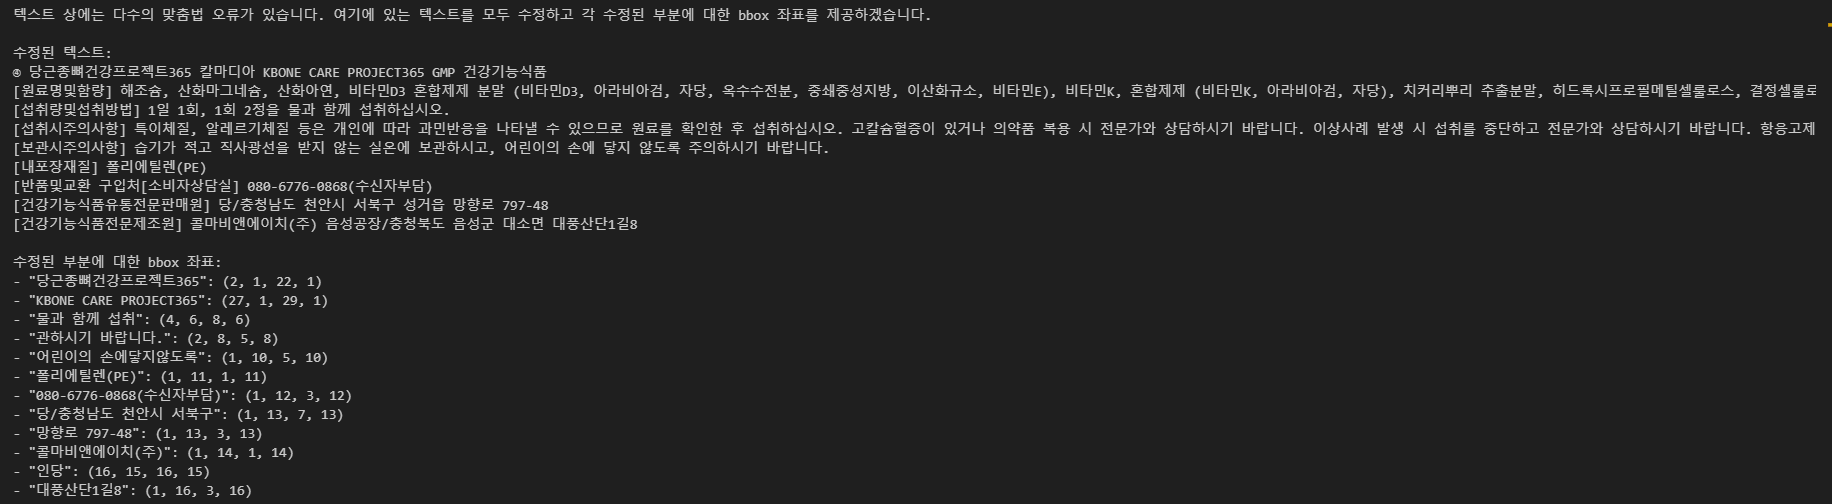 텍스트 상에는 다수의 맞춤법 오류가 있습니다. 여기에 있는 텍스트를 모두 수정하고 각 수정된 부분에 대한 bbox 좌표를 제공하겠습니다.
수정된 텍스트:
㉭ 당근종뼈건강프로젝트365 칼마디아 KBONE CARE PROJECT365 GMP 건강기능식품
[원료명및함량] 해조슘, 산화마그네슘, 산화아연, 비타민D3 혼합제제 분말 (비타민D3, 아라비아검, 자당, 옥수수전분, 중쇄중성지방, 이산화규소, 비타민E), 비타민K, 혼합제제 (비타민K, 아라비아검, 자당), 치커리뿌리 추출분말, 히드록시프로필메틸셀룰로스, 결정셀룰로
[섭취량및섭취방법] 1일 1회, 1회 2정을 물과 함께 섭취하십시오.
[섭취시주의사항] 특이체질, 알레르기체질 등은 개인에 따라 과민반응을 나타낼 수 있으므로 원료를 확인한 후 섭취하십시오. 고칼슘혈증이 있거나 의약품 복용 시 전문가와 상담하시기 바랍니다. 이상사례 발생 시 섭취를 중단하고 전문가와 상담하시기 바랍니다. 항응고제
[보관시주의사항] 습기가 적고 직사광선을 받지 않는 실온에 보관하시고, 어린이의 손에 닿지 않도록 주의하시기 바랍니다.
[내포장재질] 폴리에틸렌(PE)
[반품및교환 구입처[소비자상담실] 080-6776-0868(수신자부담)
[건강기능식품유통전문판매원] 당/충청남도 천안시 서북구 성거읍 망향로 797-48
[건강기능식품전문제조원] 콜마비앤에이치(주) 음성공장/충청북도 음성군 대소면 대풍산단1길8
수정된 부분에 대한 bbox 좌표:
- "당근종뼈건강프로젝트365": (2, 1, 22, 1)
- "KBONE CARE PROJECT365": (27, 1, 29, 1)
- "물과 함께 섭취": (4, 6, 8, 6)
- "관하시기 바랍니다.": (2, 8, 5, 8)
- "어린이의 손에닿지않도록": (1, 10, 5, 10)
- "폴리에틸렌(PE)": (1, 11, 1, 11)
- "080-6776-0868(수신자부담)": (1, 12, 3, 12)
- "당/충청남도 천안시 서북구": (1, 13, 7, 13)
- "망향로 797-48": (1, 13, 3, 13)
- "콜마비앤에이치(주)": (1, 14, 1, 14)
- "인당": (16, 15, 16, 15)
- "대풍산단1길8": (1, 16, 3, 16)